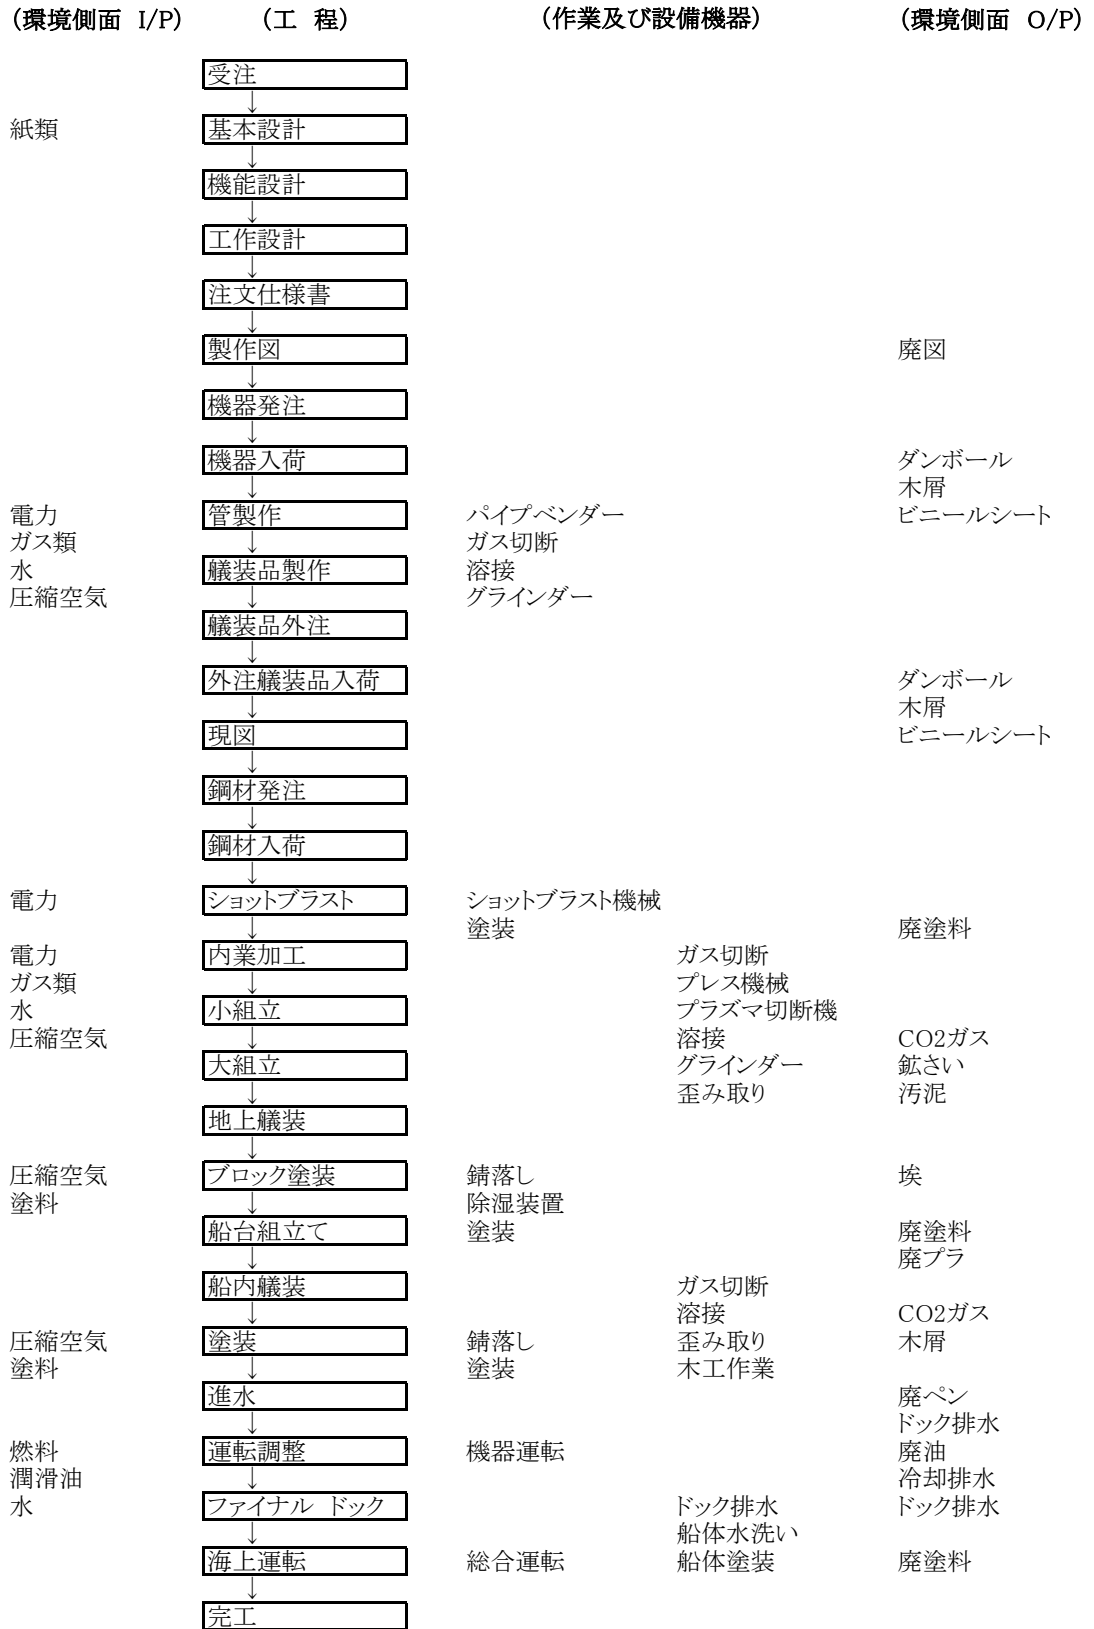 (環境側面 I/P) (工 程) (作業及び設備機器) (環境側面 O/P)
受注
↓
紙類 基本設計
↓
機能設計
↓
工作設計
↓
注文仕様書
↓
製作図 廃図
↓
機器発注
↓
機器入荷 ダンボール
↓ 木屑
電力 管製作 パイプベンダー ビニールシート
ガス類 ↓ ガス切断
水 艤装品製作 溶接
圧縮空気 ↓ グラインダー
艤装品外注
↓
外注艤装品入荷 ダンボール
↓ 木屑
現図 ビニールシート
↓
鋼材発注
↓
鋼材入荷
↓
電力 ショットブラスト ショットブラスト機械
↓ 塗装 廃塗料
電力 内業加工 ガス切断
ガス類 ↓ プレス機械
水 小組立 プラズマ切断機
圧縮空気 ↓ 溶接 CO2ガス
大組立 グラインダー 鉱さい
↓ 歪み取り 汚泥
地上艤装
↓
圧縮空気 ブロック塗装 錆落し 埃
塗料 ↓ 除湿装置
船台組立て 塗装 廃塗料
↓ 廃プラ
船内艤装 ガス切断
↓ 溶接 CO2ガス
圧縮空気 塗装 錆落し 歪み取り 木屑
塗料 ↓ 塗装 木工作業
進水 廃ペン
↓ ドック排水
燃料 運転調整 機器運転 廃油
潤滑油 ↓ 冷却排水
水 ファイナル ドック ドック排水 ドック排水
↓ 船体水洗い
海上運転 総合運転 船体塗装 廃塗料
↓
完工